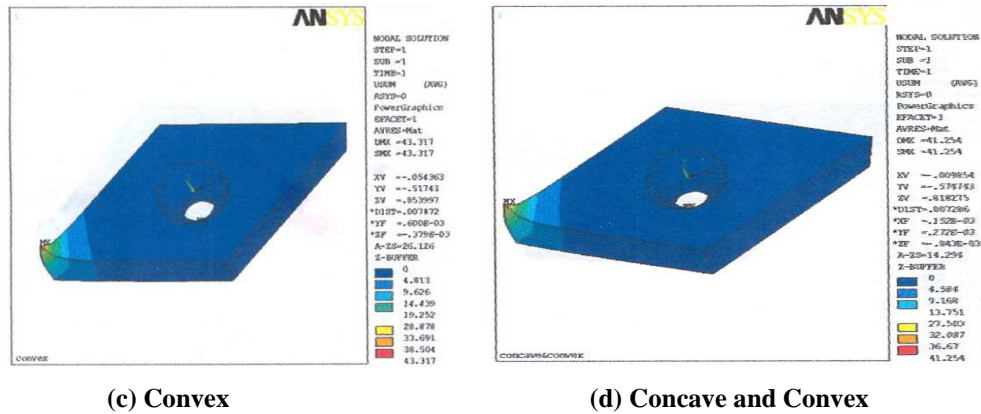 1
ANSYS
NODAL SOLUTION
STEP=1
SUB =1
TIME=1
USUM (AVG)
RSYS=0
PowerGraphics
EFACET=1
AVRES=Mat
DMX =43.317
SMX =43.317
XV =-.054363
YV =-.51743
ZV =.853997
*DIST=.007472
*YF =.600E-03
*ZF =-.379E-03
A-ZS=26.126
Z-BUFFER
0
4.813
9.626
14.439
19.252
28.878
33.691
38.504
43.317
MX
convex
(c) Convex
1
ANSYS
NODAL SOLUTION
STEP=1
SUB =1
TIME=1
USUM (AVG)
RSYS=0
PowerGraphics
EFACET=1
AVRES=Mat
DMX =41.254
SMX =41.254
XV =-.009854
YV =-.574743
ZV =.818275
*DIST=.007286
*XF =-.152E-03
*YF =.272E-03
*ZF =-.843E-03
A-ZS=14.294
Z-BUFFER
0
4.584
9.168
13.751
27.503
32.087
36.67
41.254
MX
concave&convex
(d) Concave and Convex